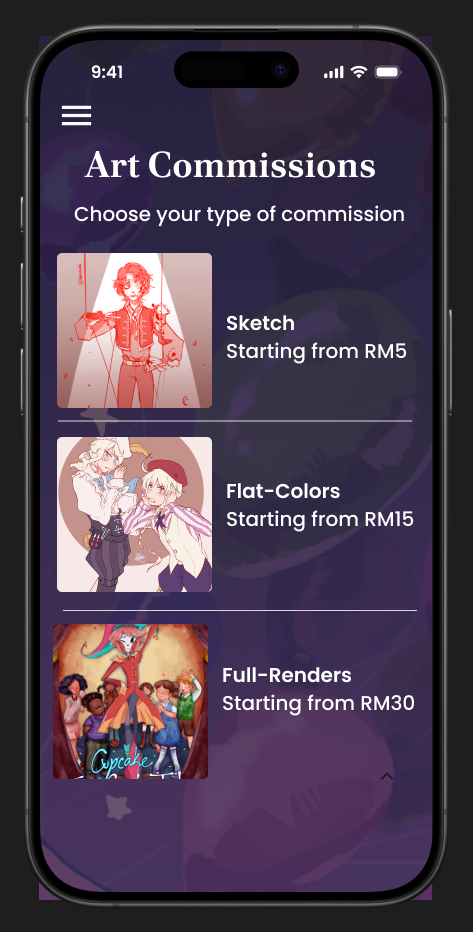 9:41
Art Commissions
Choose your type of commission
Sketch
Starting from RM5
Flat-Colors
Starting from RM15
Full-Renders
Starting from RM30
Cupcake